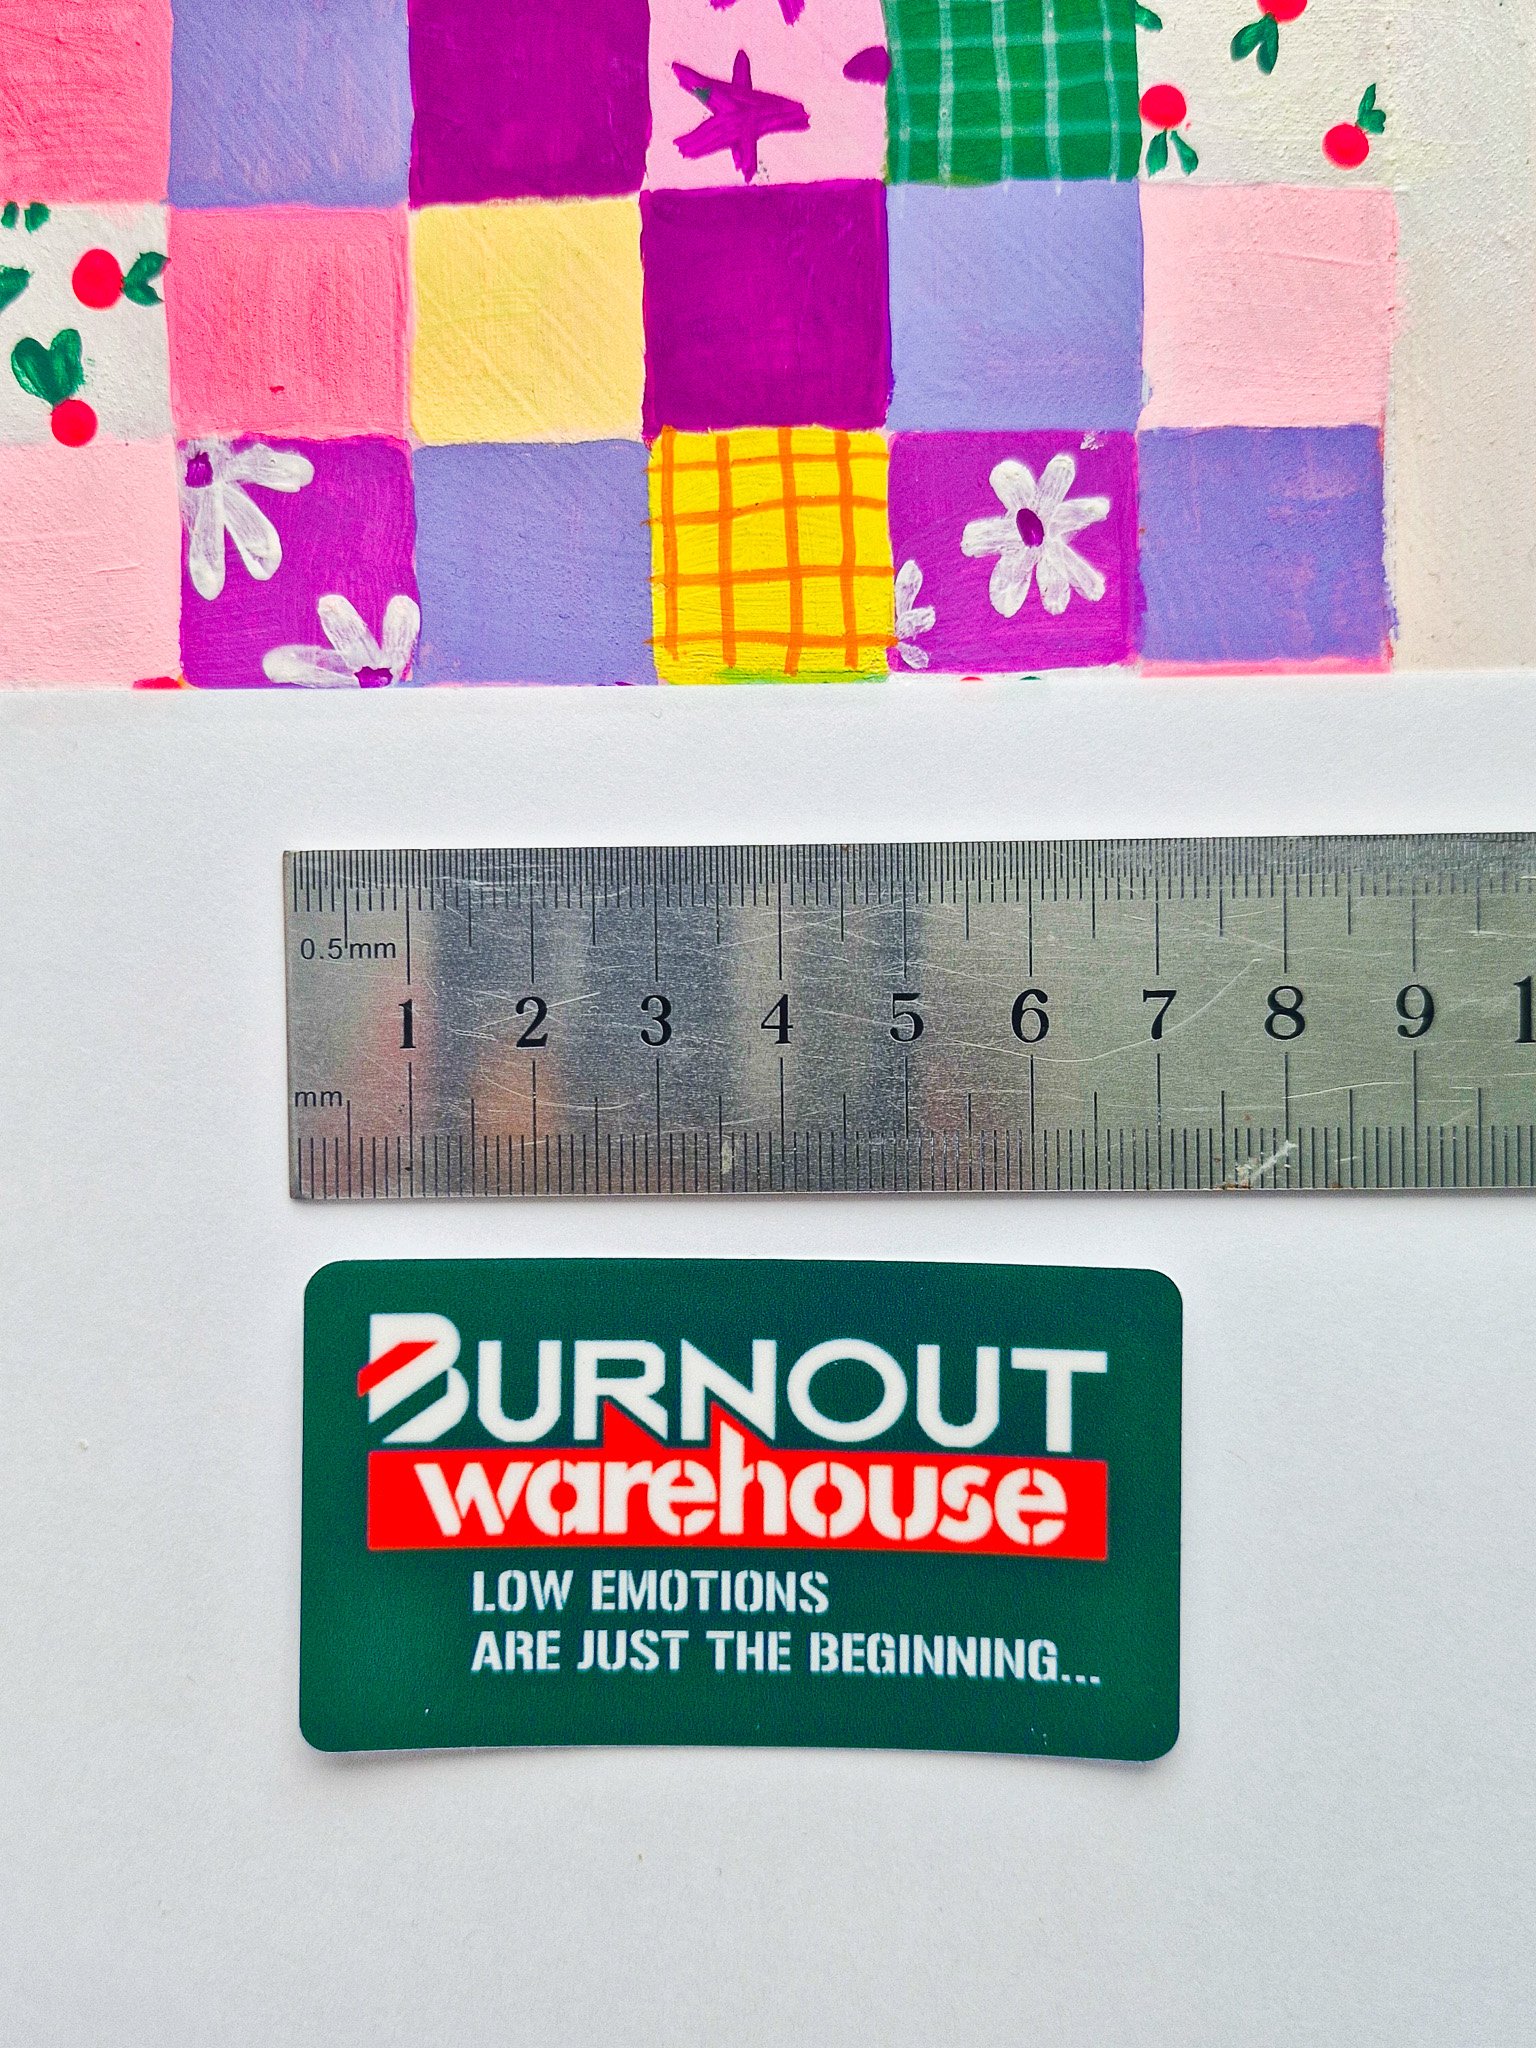 0.5mm
1 2 3 4 5 6 7 8 9 1
mm
BURNOUT
warehouse
LOW EMOTIONS
ARE JUST THE BEGINNING...